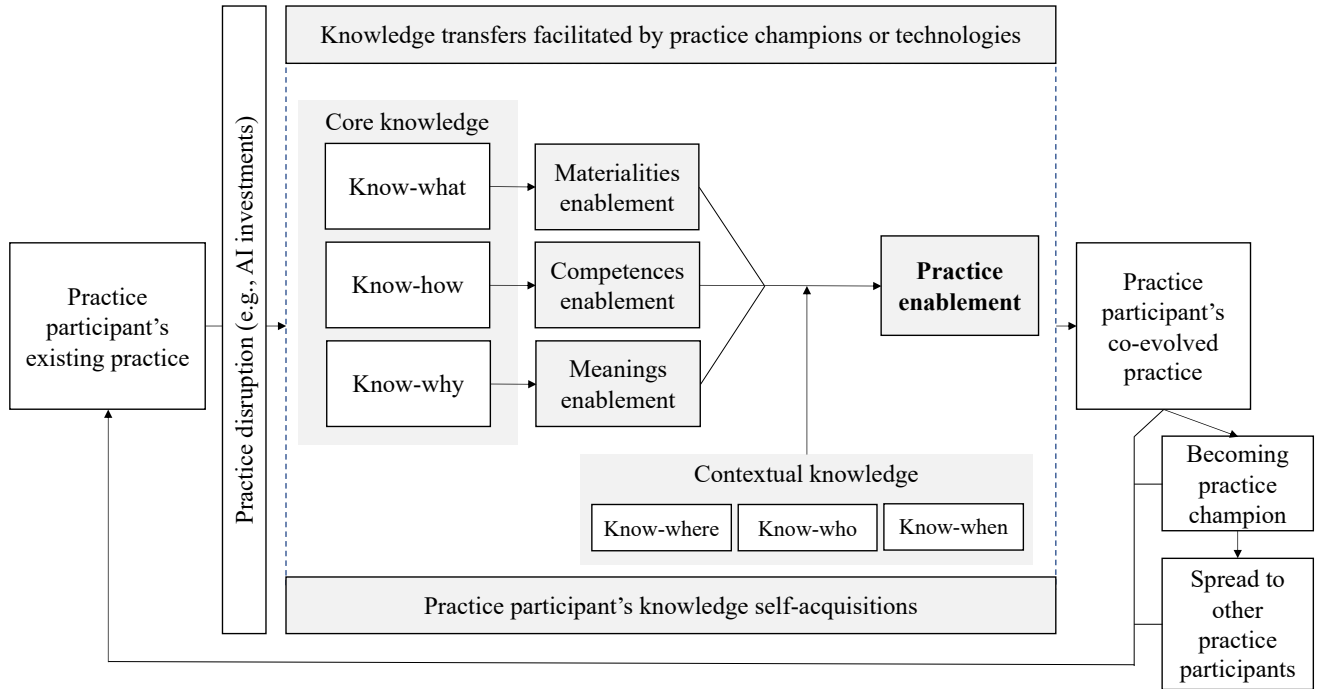 Knowledge transfers facilitated by practice champions or technologies
Practice
participant’s
existing practice
Practice disruption (e.g., AI investments)
Core knowledge
Know-what
Know-how
Know-why
Materialities
enablement
Competences
enablement
Meanings
enablement
Practice
enablement
Contextual knowledge
Know-where
Know-who
Know-when
Practice participant’s knowledge self-acquisitions
Practice
participant’s
co-evolved
practice
Becoming
practice
champion
Spread to
other
practice
participants